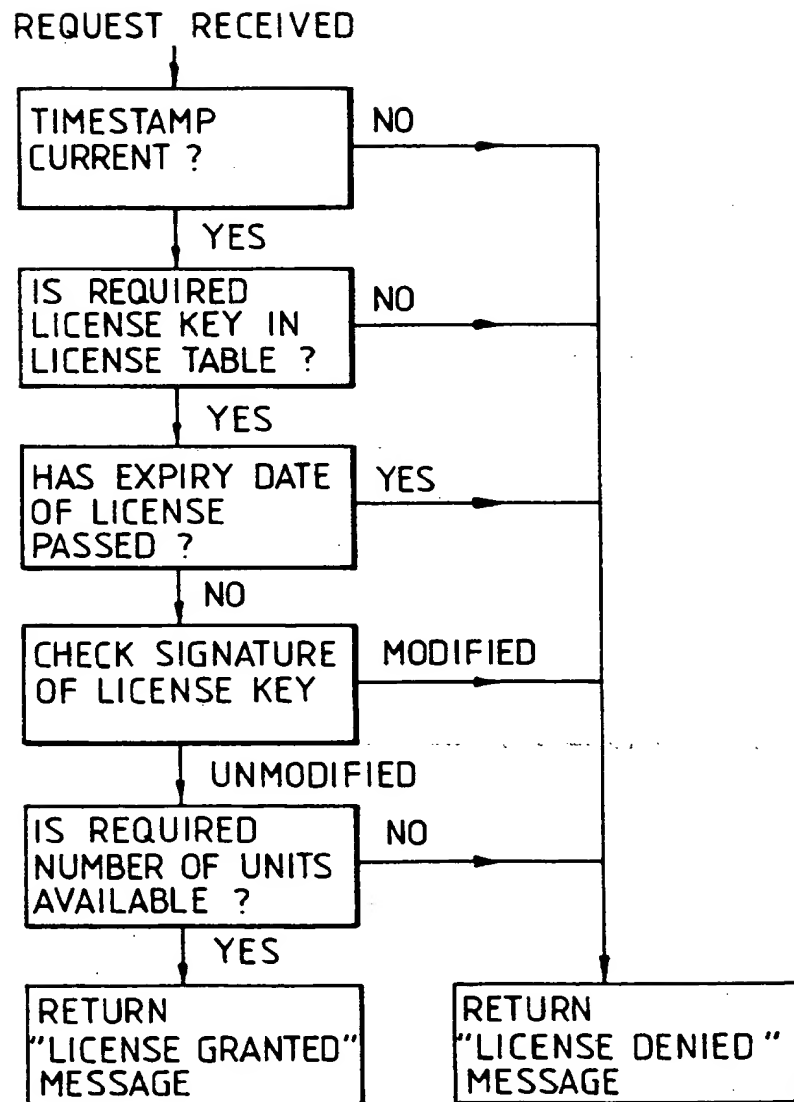 REQUEST RECEIVED
TIMESTAMP
CURRENT ?
NO
YES
IS REQUIRED
LICENSE KEY IN
LICENSE TABLE ?
NO
YES
HAS EXPIRY DATE
OF LICENSE
PASSED ?
YES
NO
CHECK SIGNATURE
OF LICENSE KEY
MODIFIED
UNMODIFIED
IS REQUIRED
NUMBER OF UNITS
AVAILABLE ?
NO
YES
RETURN
"LICENSE GRANTED"
MESSAGE
RETURN
"LICENSE DENIED"
MESSAGE